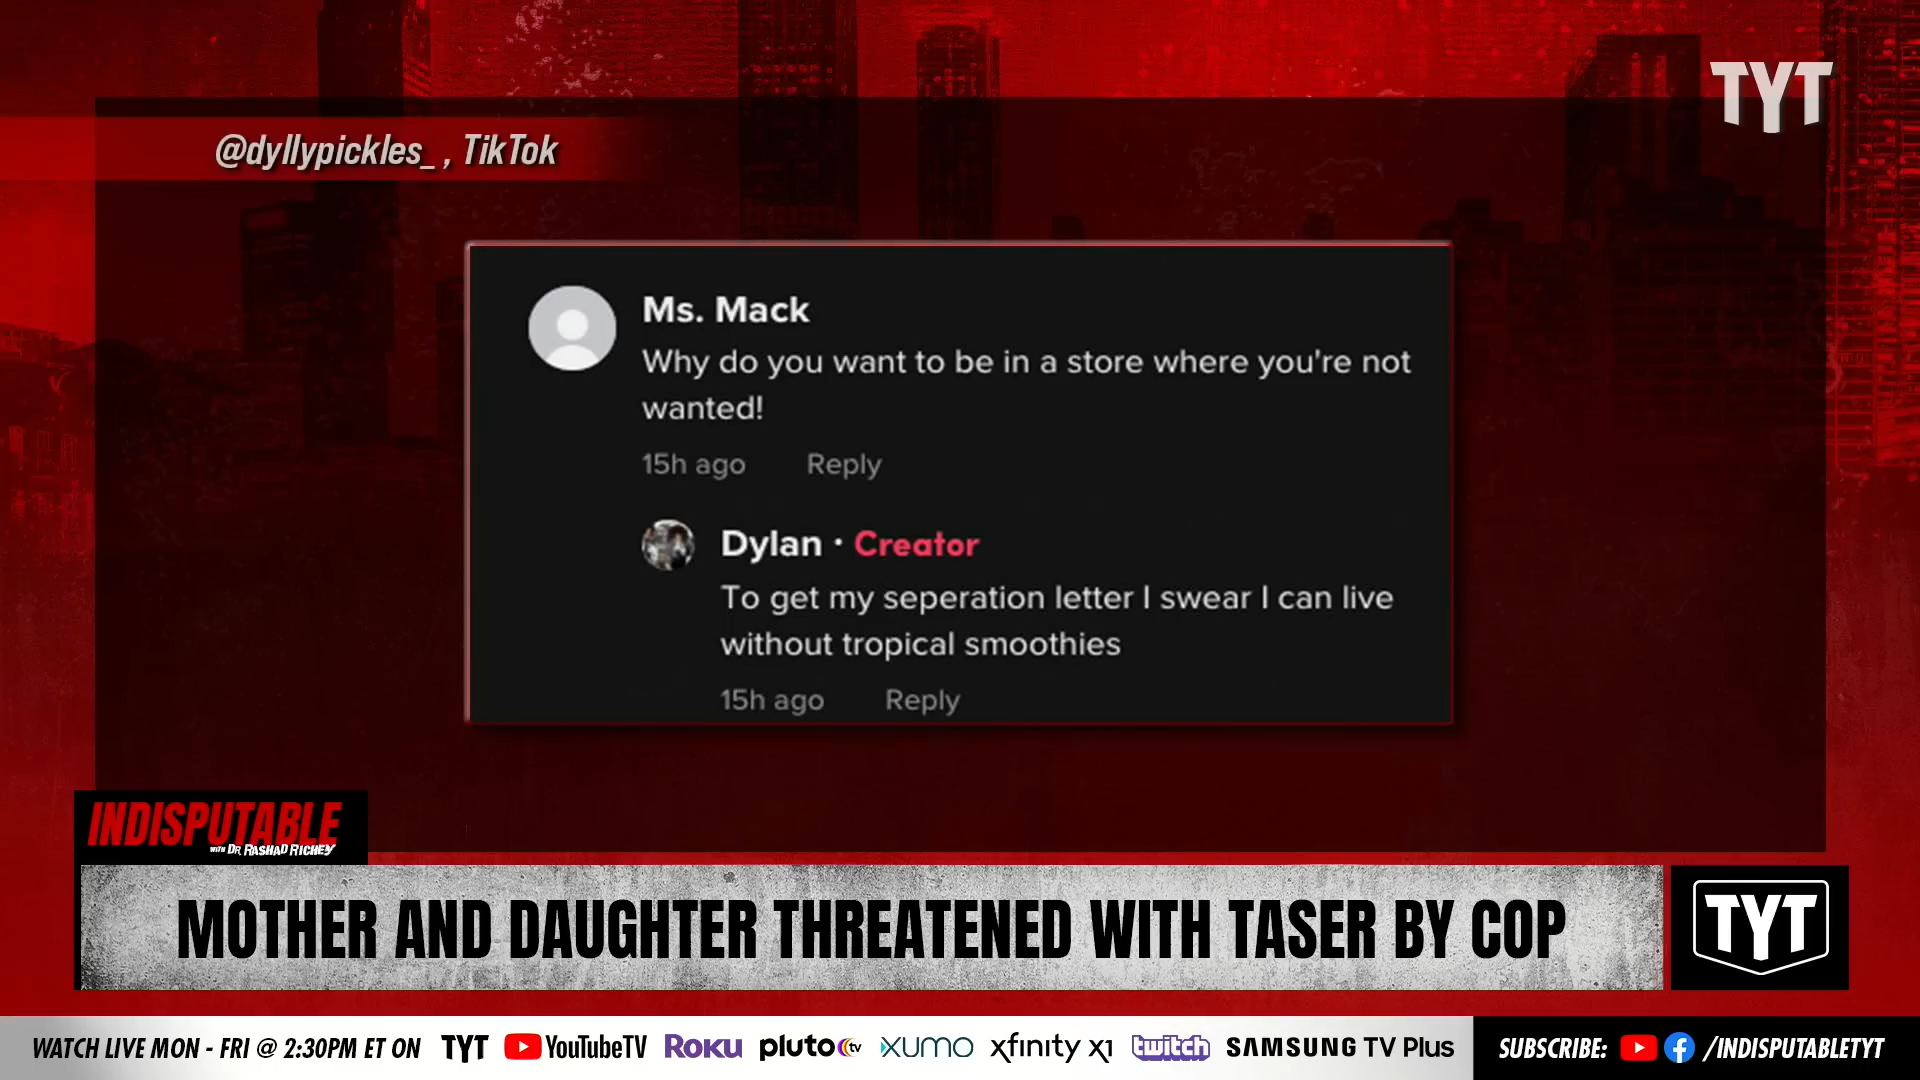 TYT
@dyllypickles_ , TikTok
Ms. Mack
Why do you want to be in a store where you're not
wanted!
15h ago Reply
Dylan · Creator
To get my seperation letter I swear I can live
without tropical smoothies
15h ago Reply
INDISPUTABLE
WITH DR RASHAD RICHEY
MOTHER AND DAUGHTER THREATENED WITH TASER BY COP
TYT
WATCH LIVE MON - FRI @ 2:30PM ET ON TYT YouTubeTV ROKU pluto tv XUMO xfinity x1 twitch SAMSUNG TV Plus SUBSCRIBE: /INDISPUTABLETYT